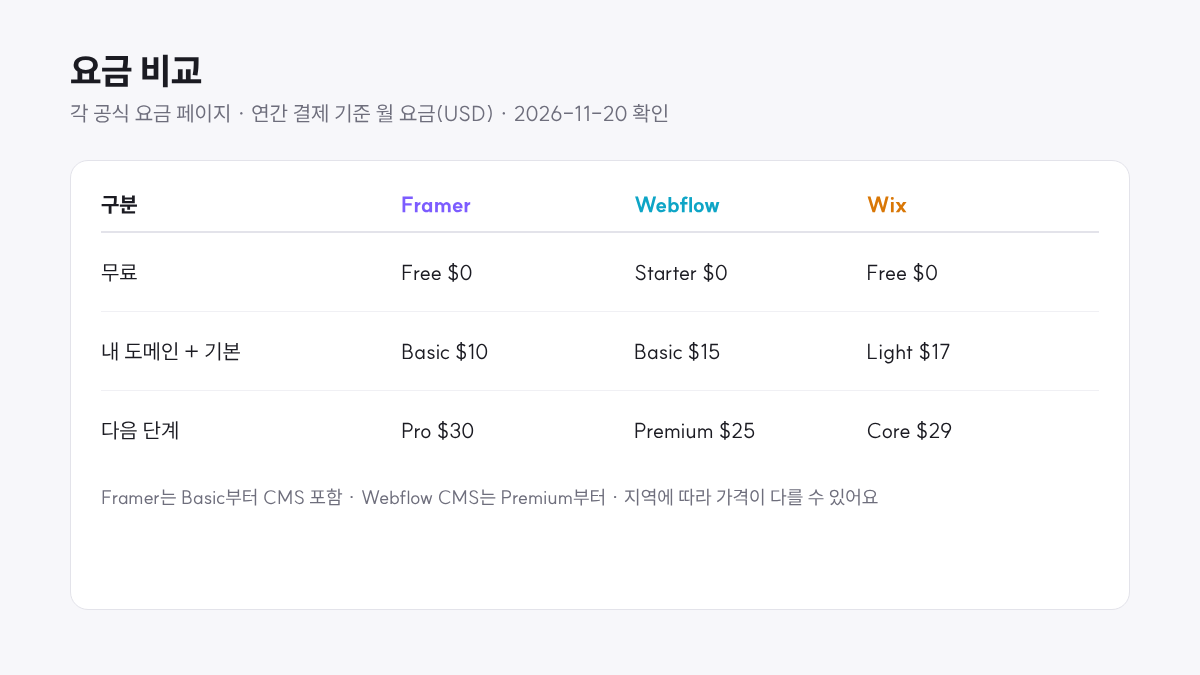 요금 비교
각 공식 요금 페이지 · 연간 결제 기준 월 요금(USD) · 2026-11-20 확인
구분 Framer Webflow Wix
무료 Free $0 Starter $0 Free $0
내 도메인 + 기본 Basic $10 Basic $15 Light $17
다음 단계 Pro $30 Premium $25 Core $29
Framer는 Basic부터 CMS 포함 · Webflow CMS는 Premium부터 · 지역에 따라 가격이 다를 수 있어요